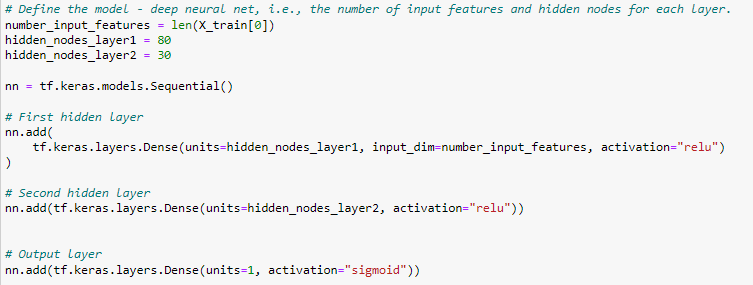 # Define the model - deep neural net, i.e., the number of input features and hidden nodes for each layer.
number_input_features = len(X_train[0])
hidden_nodes_layer1 = 80
hidden_nodes_layer2 = 30
nn = tf.keras.models.Sequential()
# First hidden layer
nn.add(
    tf.keras.layers.Dense(units=hidden_nodes_layer1, input_dim=number_input_features, activation="relu")
)
# Second hidden layer
nn.add(tf.keras.layers.Dense(units=hidden_nodes_layer2, activation="relu"))
# Output layer
nn.add(tf.keras.layers.Dense(units=1, activation="sigmoid"))